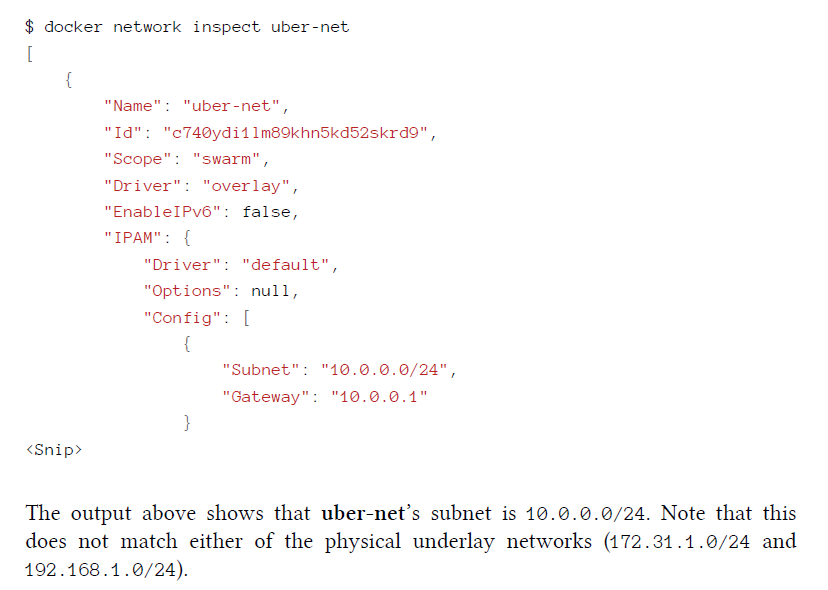 $ docker network inspect uber-net
[
    {
        "Name": "uber-net",
        "Id": "c740ydi1lm89khn5kd52skrd9",
        "Scope": "swarm",
        "Driver": "overlay",
        "EnableIPv6": false,
        "IPAM": {
            "Driver": "default",
            "Options": null,
            "Config": [
                {
                    "Subnet": "10.0.0.0/24",
                    "Gateway": "10.0.0.1"
                }
<Snip>
The output above shows that uber-net’s subnet is 10.0.0.0/24. Note that this
does not match either of the physical underlay networks (172.31.1.0/24 and
192.168.1.0/24).